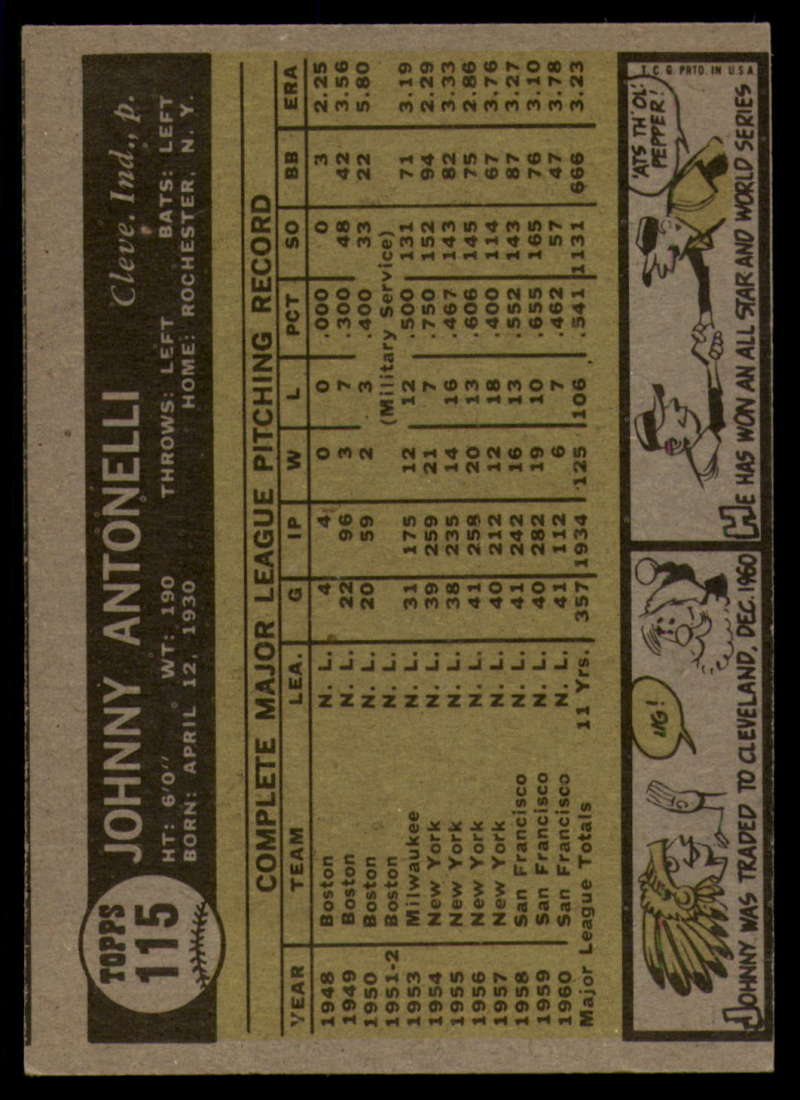 TOPPS
115
JOHNNY ANTONELLI Cleve. Ind., p.
HT: 6'0" WT: 190 THROWS: LEFT BATS: LEFT
BORN: APRIL 12, 1930 HOME: ROCHESTER, N. Y.
COMPLETE MAJOR LEAGUE PITCHING RECORD
YEAR TEAM LEA. G IP W L PCT SO BB ERA
1948 Boston N. L. 4 4 0 0 .000 0 3 2.25
1949 Boston N. L. 22 96 3 7 .300 48 42 3.56
1950 Boston N. L. 20 59 2 3 .400 33 22 5.80
1951-2 Boston N. L. (Military Service)
1953 Milwaukee N. L. 31 175 12 12 .500 131 71 3.19
1954 New York N. L. 39 259 21 7 .750 152 94 2.29
1955 New York N. L. 38 235 14 16 .467 143 82 3.33
1956 New York N. L. 41 258 20 13 .606 145 75 2.86
1957 New York N. L. 40 212 12 18 .400 114 67 3.76
1958 San Francisco N. L. 41 242 16 13 .552 143 87 3.27
1959 San Francisco N. L. 40 282 19 10 .655 165 76 3.10
1960 San Francisco N. L. 41 112 6 7 .462 57 47 3.78
Major League Totals 11 Yrs. 357 1934 125 106 .541 1131 666 3.23
UG!
JOHNNY WAS TRADED TO CLEVELAND, DEC. 1960
T. C. G. PRTD. IN U.S.A.
'ATS TH' OL'
PEPPER!
HE HAS WON AN ALL STAR AND WORLD SERIES